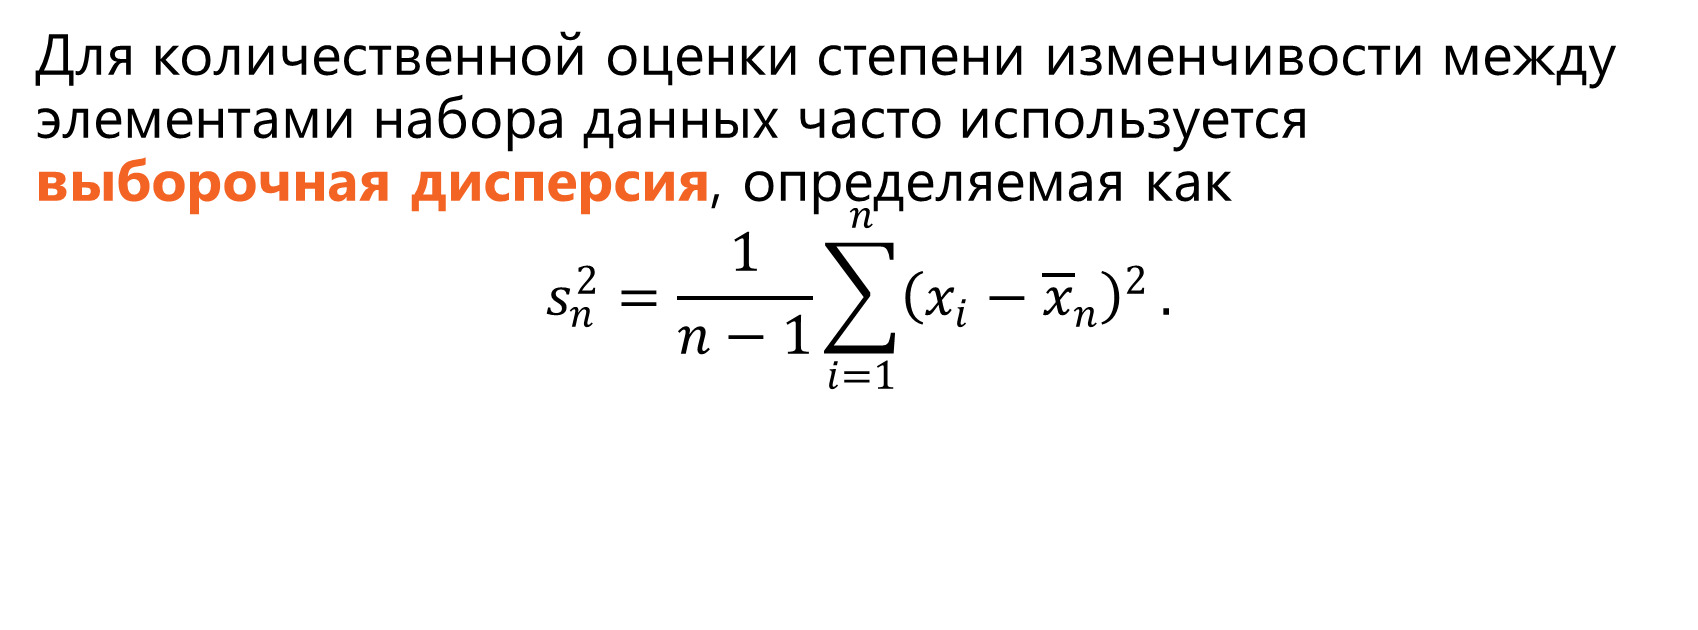 Для количественной оценки степени изменчивости между
элементами набора данных часто используется
выборочная дисперсия, определяемая как
$s_n^2 = \frac{1}{n-1} \sum_{i=1}^{n} (x_i - \overline{x}_n)^2 .$